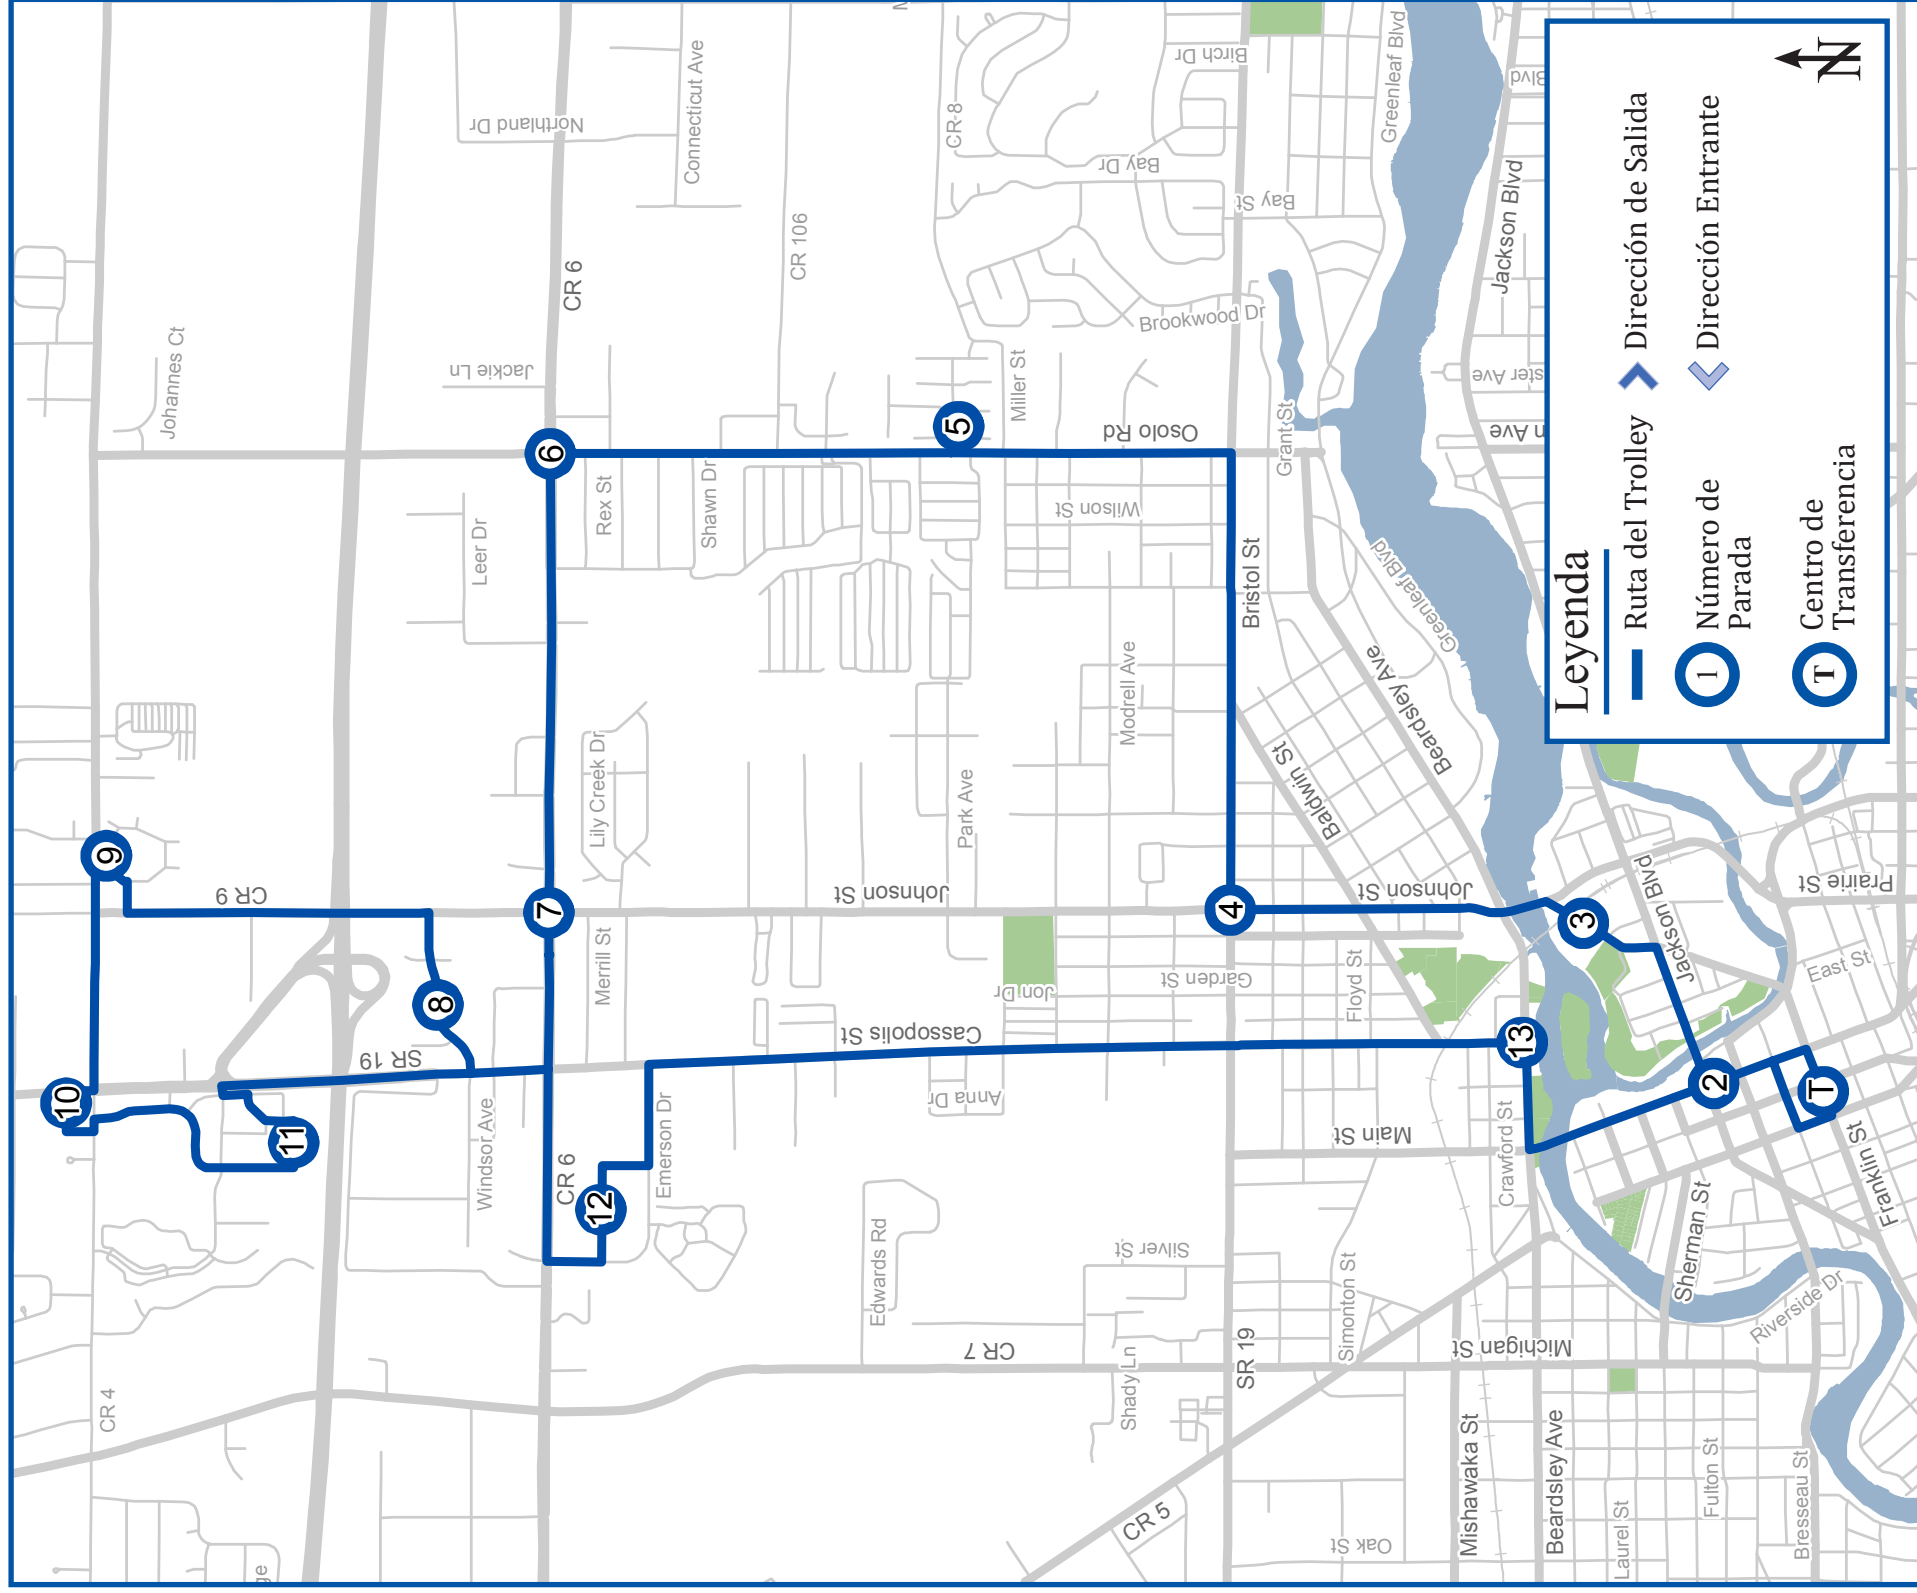 Leyenda
Ruta del Trolley
Dirección de Salida
1
Número de
Parada
Dirección Entrante
T
Centro de
Transferencia
N
CR 4
CR 9
SR 19
CR 6
CR 6
CR 106
CR-8
CR 7
CR 5
SR 19
Johannes Ct
Jackie Ln
Northland Dr
Connecticut Ave
Birch Dr
Bay Dr
Bay St
Brookwood Dr
Greenleaf Blvd
Greenleaf Blvd
Jackson Blvd
Jackson Blvd
Blvd
ster Ave
n Ave
Grant St
Miller St
Osolo Rd
Wilson St
Rex St
Shawn Dr
Leer Dr
Bristol St
Modrell Ave
Park Ave
Lily Creek Dr
Johnson St
Johnson St
Baldwin St
Beardsley Ave
Beardsley Ave
Merrill St
Garden St
Jon Dr
Floyd St
Cassopolis St
Anna Dr
Main St
Crawford St
Windsor Ave
Emerson Dr
Edwards Rd
Silver St
Simonton St
Shady Ln
Michigan St
Mishawaka St
Oak St
Laurel St
Fulton St
Bresseau St
Riverside Dr
Sherman St
Franklin St
East St
Prairie St
ge
2
3
4
5
6
7
8
9
10
11
12
13
T